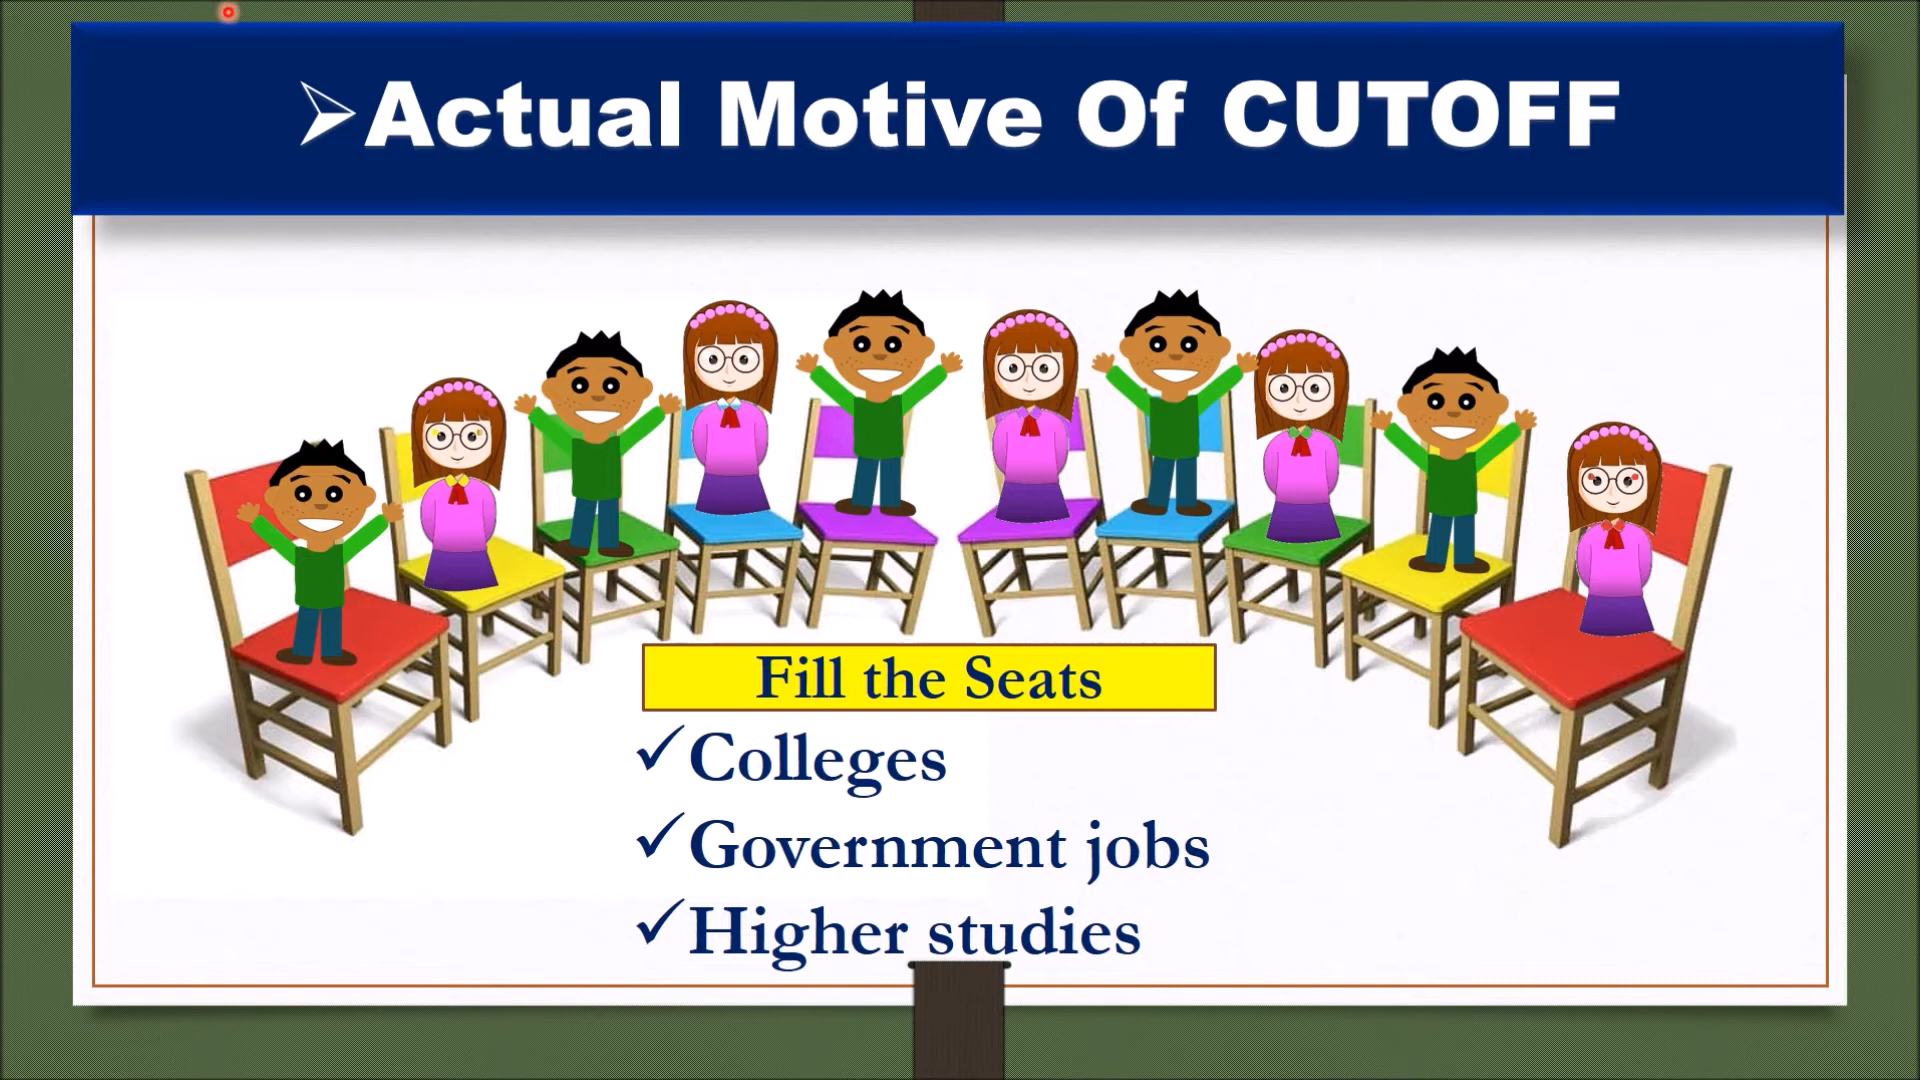 ➢Actual Motive Of CUTOFF
Fill the Seats
✓Colleges
✓Government jobs
✓Higher studies